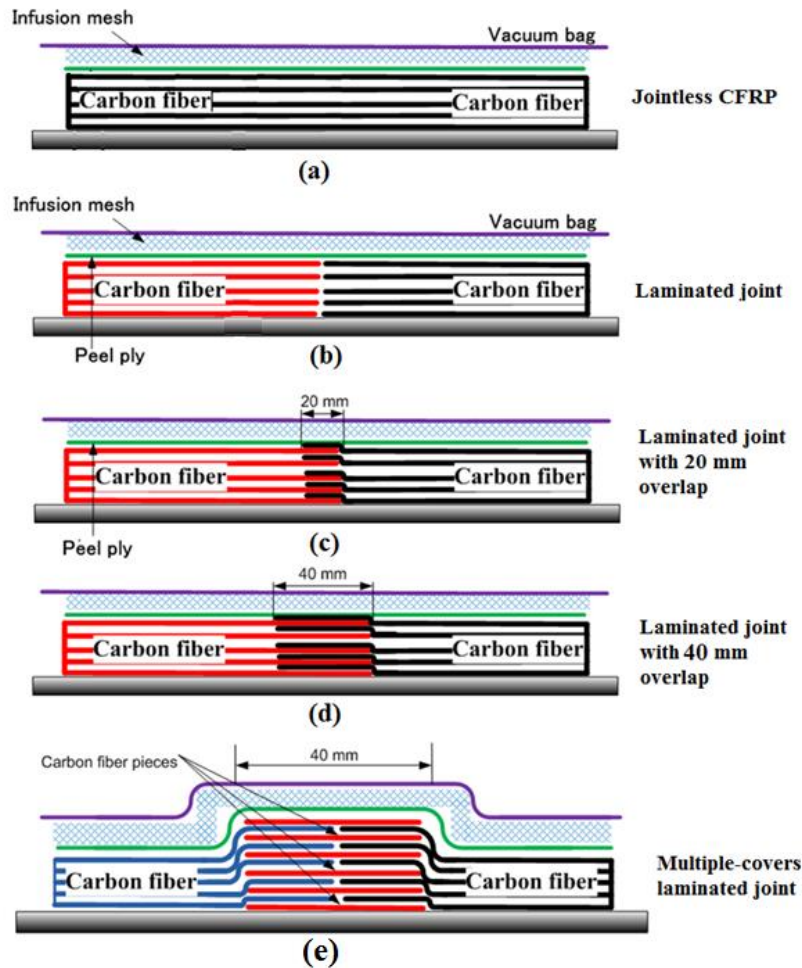 Infusion mesh
Vacuum bag
Carbon fiber
Carbon fiber
Jointless CFRP
(a)
Infusion mesh
Vacuum bag
Carbon fiber
Carbon fiber
Laminated joint
Peel ply
(b)
20 mm
Carbon fiber
Carbon fiber
Laminated joint
with 20 mm
overlap
Peel ply
(c)
40 mm
Carbon fiber
Carbon fiber
Laminated joint
with 40 mm
overlap
(d)
Carbon fiber pieces
40 mm
Carbon fiber
Carbon fiber
Multiple-covers
laminated joint
(e)